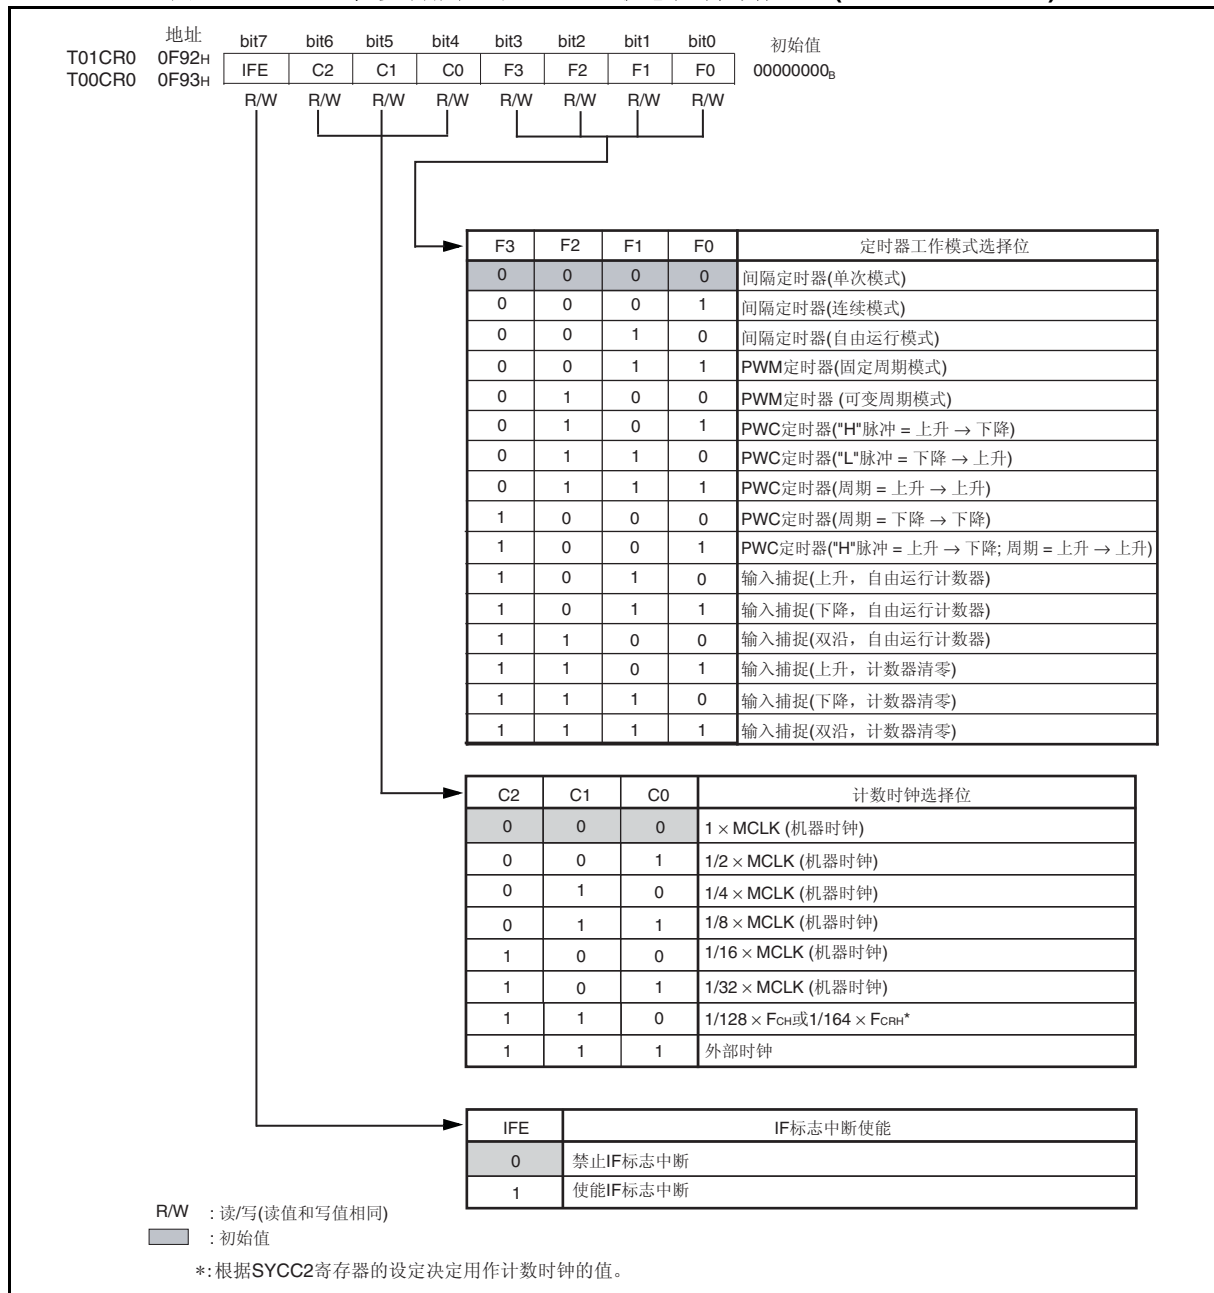 地址 bit7 bit6 bit5 bit4 bit3 bit2 bit1 bit0 初始值
T01CR0 0F92H
T00CR0 0F93H
IFE C2 C1 C0 F3 F2 F1 F0 00000000B
R/W R/W R/W R/W R/W R/W R/W R/W
F3 F2 F1 F0 定时器工作模式选择位
0 0 0 0 间隔定时器(单次模式)
0 0 0 1 间隔定时器(连续模式)
0 0 1 0 间隔定时器(自由运行模式)
0 0 1 1 PWM定时器(固定周期模式)
0 1 0 0 PWM定时器 (可变周期模式)
0 1 0 1 PWC定时器("H"脉冲 = 上升 → 下降)
0 1 1 0 PWC定时器("L"脉冲 = 下降 → 上升)
0 1 1 1 PWC定时器(周期 = 上升 → 上升)
1 0 0 0 PWC定时器(周期 = 下降 → 下降)
1 0 0 1 PWC定时器("H"脉冲 = 上升 → 下降; 周期 = 上升 → 上升)
1 0 1 0 输入捕捉(上升，自由运行计数器)
1 0 1 1 输入捕捉(下降，自由运行计数器)
1 1 0 0 输入捕捉(双沿，自由运行计数器)
1 1 0 1 输入捕捉(上升，计数器清零)
1 1 1 0 输入捕捉(下降，计数器清零)
1 1 1 1 输入捕捉(双沿，计数器清零)
C2 C1 C0 计数时钟选择位
0 0 0 1 × MCLK (机器时钟)
0 0 1 1/2 × MCLK (机器时钟)
0 1 0 1/4 × MCLK (机器时钟)
0 1 1 1/8 × MCLK (机器时钟)
1 0 0 1/16 × MCLK (机器时钟)
1 0 1 1/32 × MCLK (机器时钟)
1 1 0 1/128 × FCH或1/164 × FCRH*
1 1 1 外部时钟
IFE IF标志中断使能
0 禁止IF标志中断
1 使能IF标志中断
R/W : 读/写(读值和写值相同)
: 初始值
*: 根据SYCC2寄存器的设定决定用作计数时钟的值。